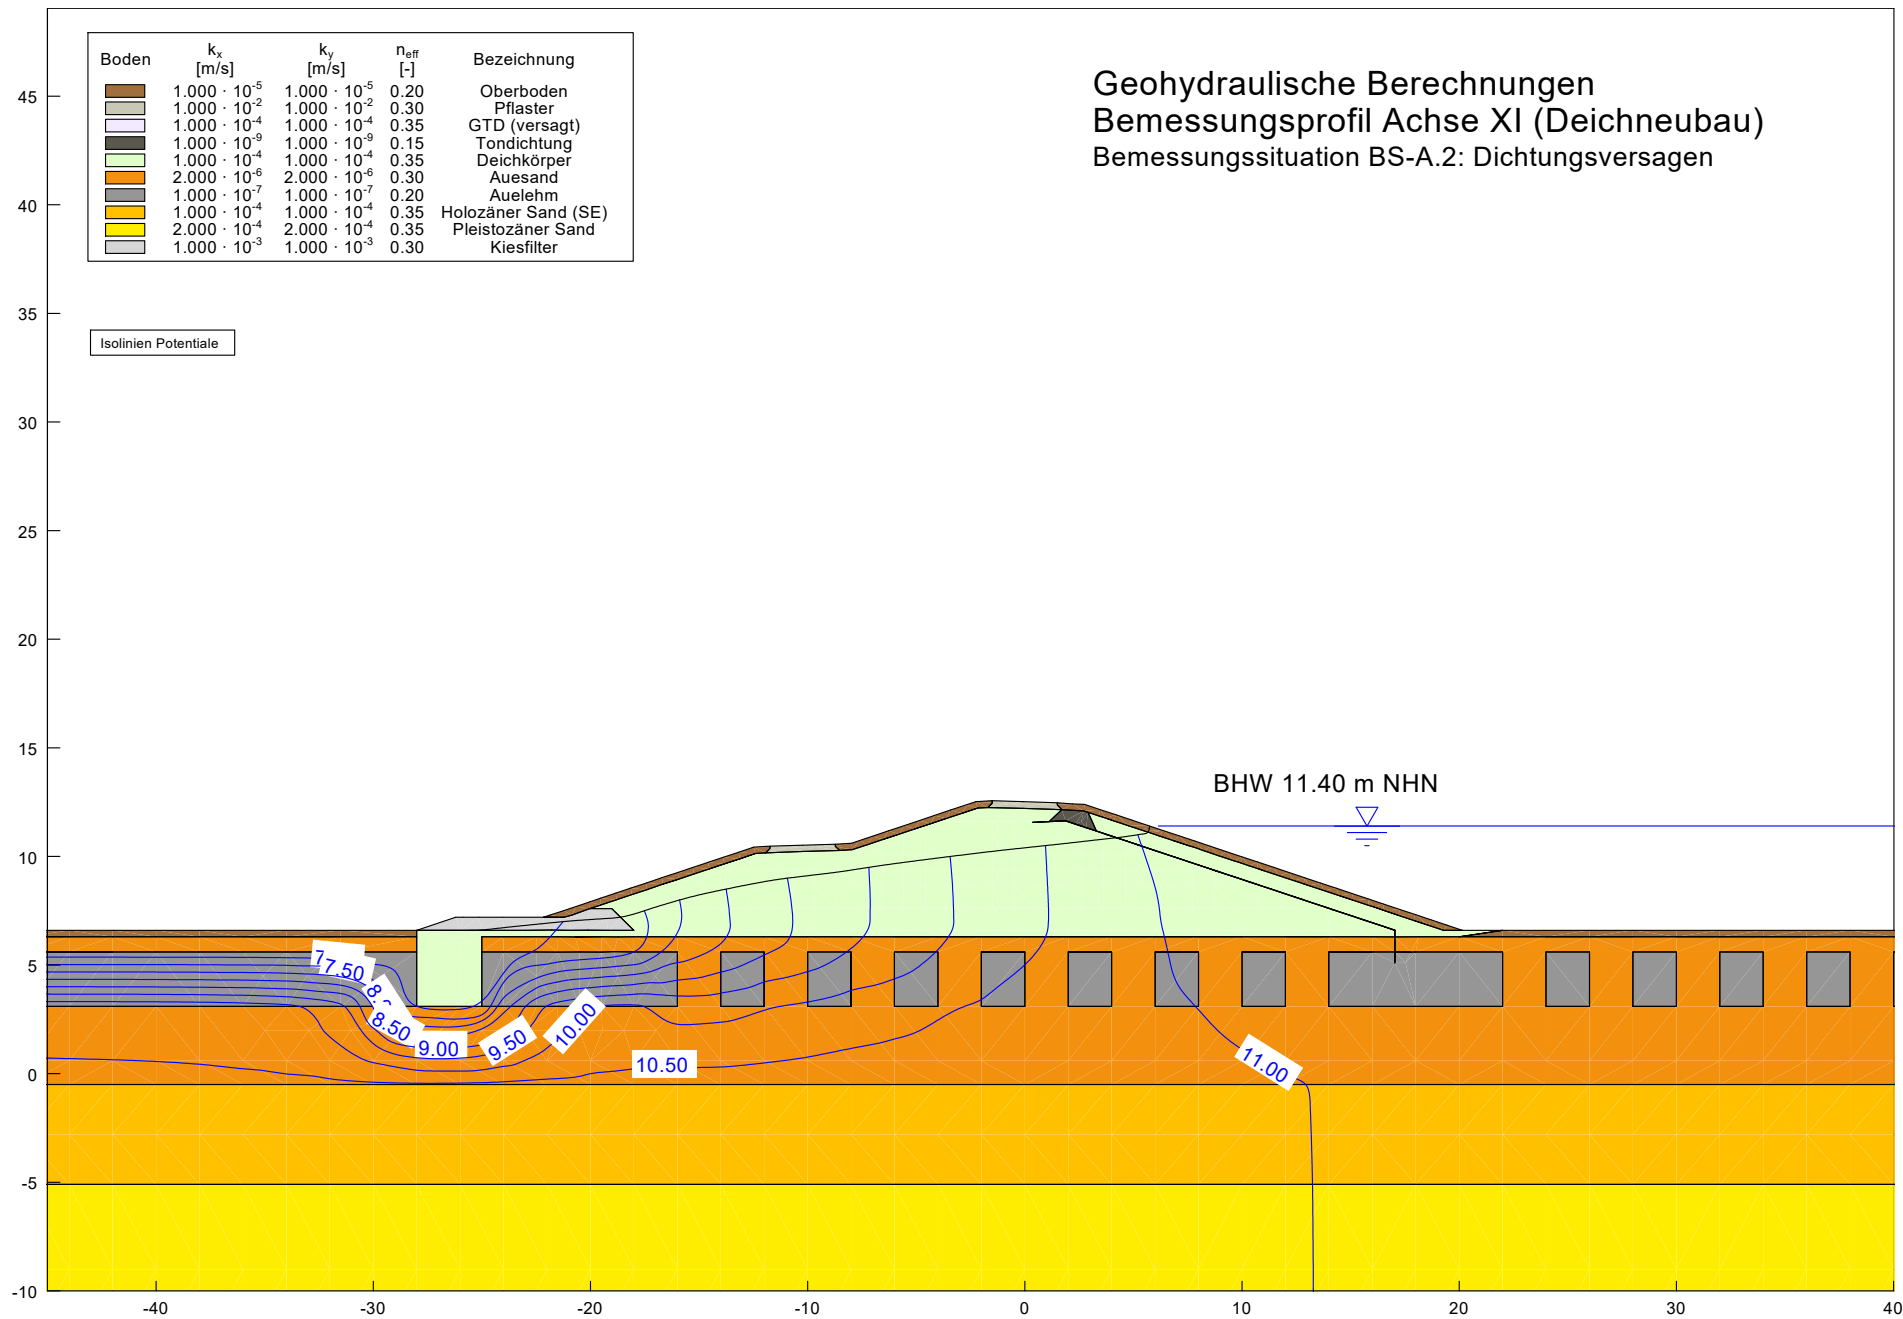 Geohydraulische Berechnungen
Bemessungsprofil Achse XI (Deichneubau)
Bemessungssituation BS-A.2: Dichtungsversagen
Boden kx [m/s] ky [m/s] neff [-] Bezeichnung
1.000 · 10-5 1.000 · 10-5 0.20 Oberboden
1.000 · 10-2 1.000 · 10-2 0.30 Pflaster
1.000 · 10-4 1.000 · 10-4 0.35 GTD (versagt)
1.000 · 10-9 1.000 · 10-9 0.15 Tondichtung
1.000 · 10-4 1.000 · 10-4 0.35 Deichkörper
2.000 · 10-6 2.000 · 10-6 0.30 Auesand
1.000 · 10-7 1.000 · 10-7 0.20 Auelehm
1.000 · 10-4 1.000 · 10-4 0.35 Holozäner Sand (SE)
2.000 · 10-4 2.000 · 10-4 0.35 Pleistozäner Sand
1.000 · 10-3 1.000 · 10-3 0.30 Kiesfilter
Isolinien Potentiale
BHW 11.40 m NHN
45
40
35
30
25
20
15
10
5
0
-5
-10
7.50
8.50
9.00
9.50
10.00
10.50
11.00
-40 -30 -20 -10 0 10 20 30 40